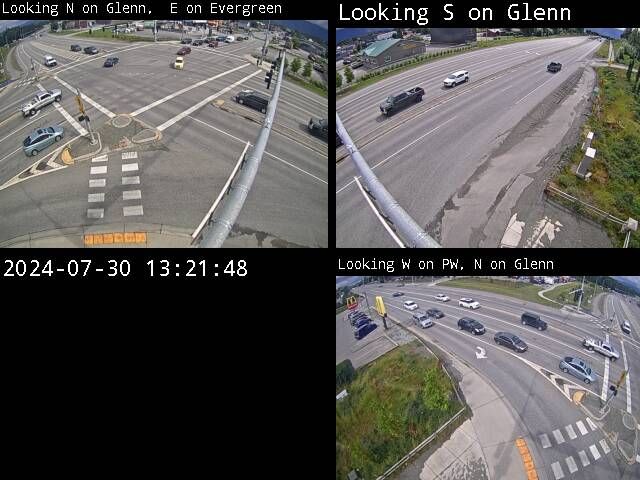 Looking N on Glenn, E on Evergreen
Looking S on Glenn
2024-07-30 13:21:48
Looking W on PW, N on Glenn